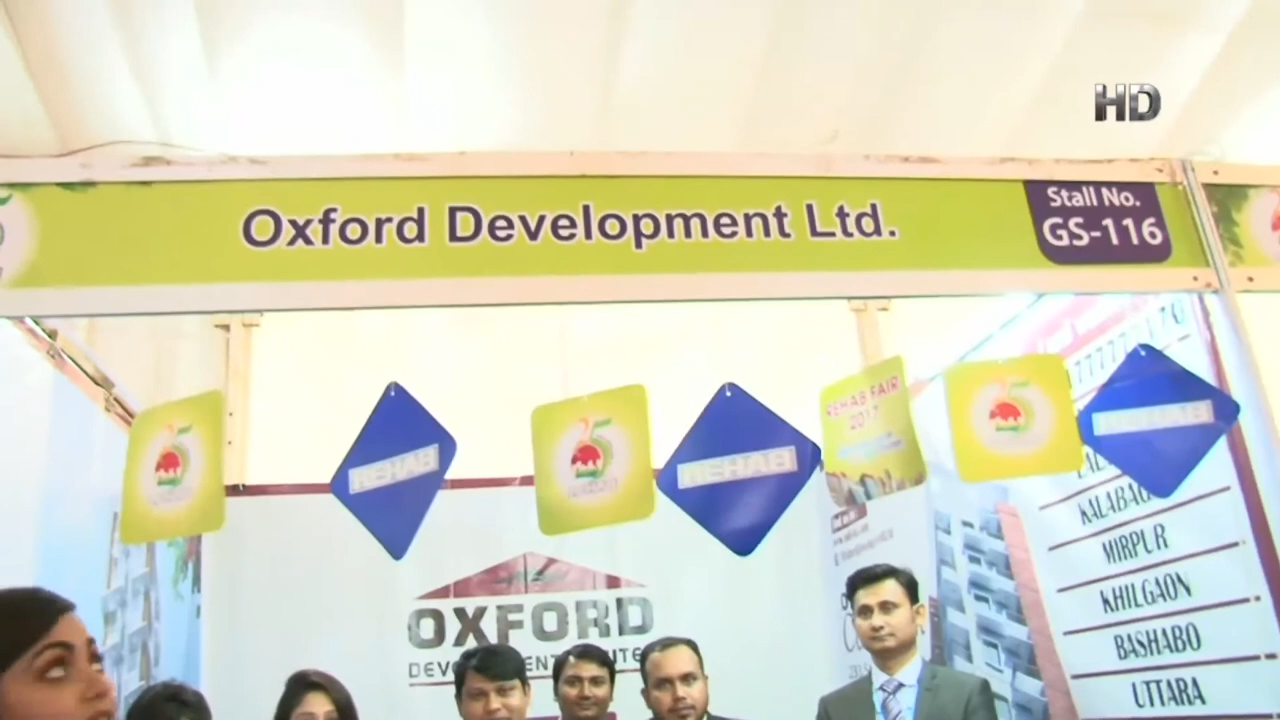 HD
Oxford Development Ltd.
Stall No.
GS-116
REHAB
REHAB
REHAB FAIR
2017
REHAB
OXFORD
KALABAG
MIRPUR
KHILGAON
BASHABO
UTTARA